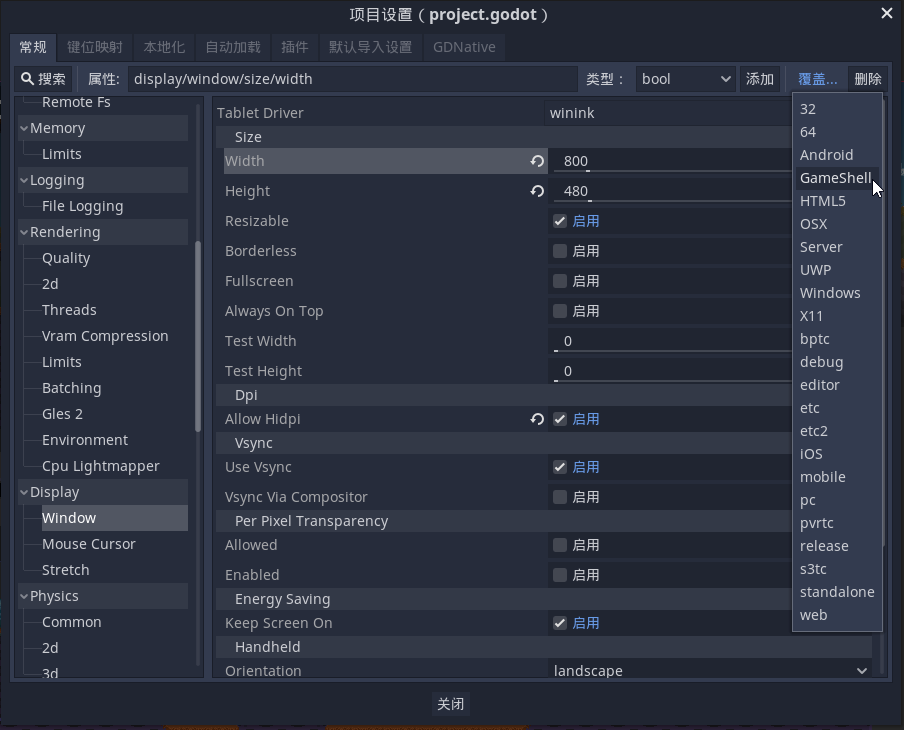 项目设置（project.godot）
常规 键位映射 本地化 自动加载 插件 默认导入设置 GDNative
搜索 属性: display/window/size/width 类型： bool 添加 覆盖... 删除
Remote Fs
Memory
Limits
Logging
File Logging
Rendering
Quality
2d
Threads
Vram Compression
Limits
Batching
Gles 2
Environment
Cpu Lightmapper
Display
Window
Mouse Cursor
Stretch
Physics
Common
2d
3d
Tablet Driver winink
Size
Width 800
Height 480
Resizable 启用
Borderless 启用
Fullscreen 启用
Always On Top 启用
Test Width 0
Test Height 0
Dpi
Allow Hidpi 启用
Vsync
Use Vsync 启用
Vsync Via Compositor 启用
Per Pixel Transparency
Allowed 启用
Enabled 启用
Energy Saving
Keep Screen On 启用
Handheld
Orientation landscape
32
64
Android
GameShell
HTML5
OSX
Server
UWP
Windows
X11
bptc
debug
editor
etc
etc2
iOS
mobile
pc
pvrtc
release
s3tc
standalone
web
关闭